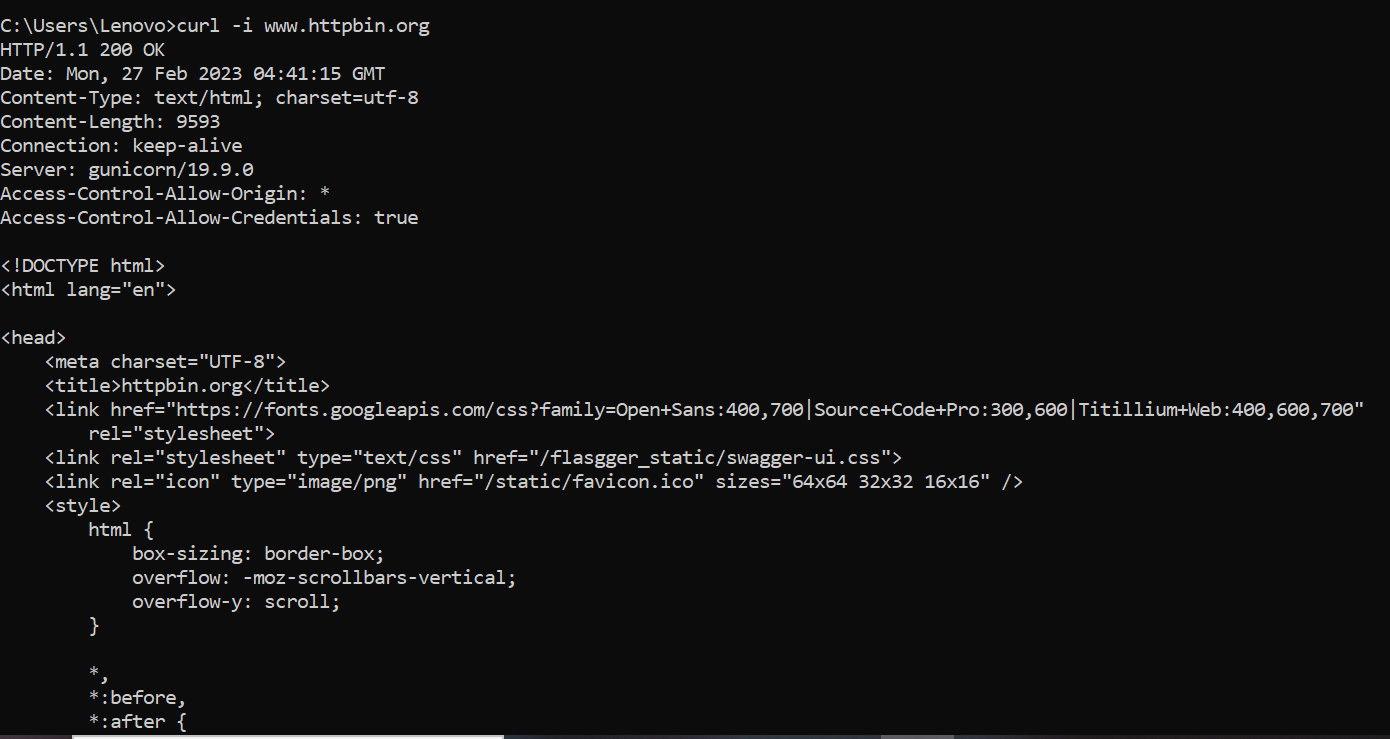 C:\Users\Lenovo>curl -i www.httpbin.org
HTTP/1.1 200 OK
Date: Mon, 27 Feb 2023 04:41:15 GMT
Content-Type: text/html; charset=utf-8
Content-Length: 9593
Connection: keep-alive
Server: gunicorn/19.9.0
Access-Control-Allow-Origin: *
Access-Control-Allow-Credentials: true

<!DOCTYPE html>
<html lang="en">

<head>
    <meta charset="UTF-8">
    <title>httpbin.org</title>
    <link href="https://fonts.googleapis.com/css?family=Open+Sans:400,700|Source+Code+Pro:300,600|Titillium+Web:400,600,700"
        rel="stylesheet">
    <link rel="stylesheet" type="text/css" href="/flasgger_static/swagger-ui.css">
    <link rel="icon" type="image/png" href="/static/favicon.ico" sizes="64x64 32x32 16x16" />
    <style>
        html {
            box-sizing: border-box;
            overflow: -moz-scrollbars-vertical;
            overflow-y: scroll;
        }

        *,
        *:before,
        *:after {